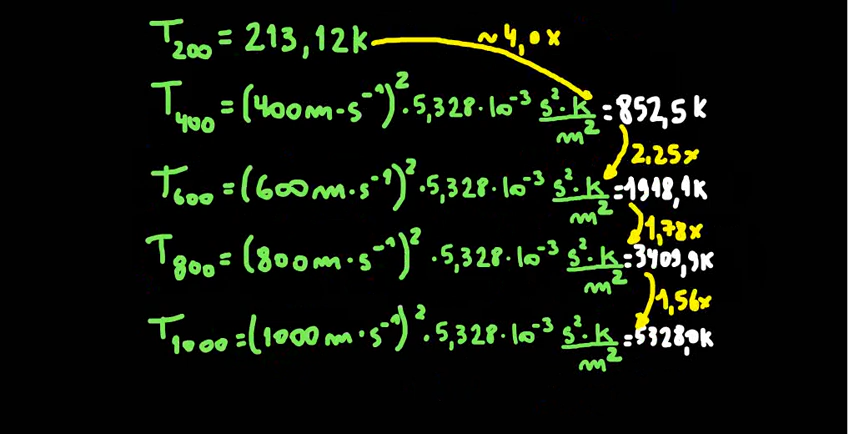 T₂₀₀ = 213,12K ~4,0x
T₄₀₀ = (400m·s⁻¹)²·5,328·10⁻³ s²·k/m² = 852,5K
2,25x
T₆₀₀ = (600m·s⁻¹)²·5,328·10⁻³ s²·k/m² = 1918,1K
1,78x
T₈₀₀ = (800m·s⁻¹)²·5,328·10⁻³ s²·k/m² = 3409,9K
1,56x
T₁₀₀₀ = (1000m·s⁻¹)²·5,328·10⁻³ s²·k/m² = 5328,0K